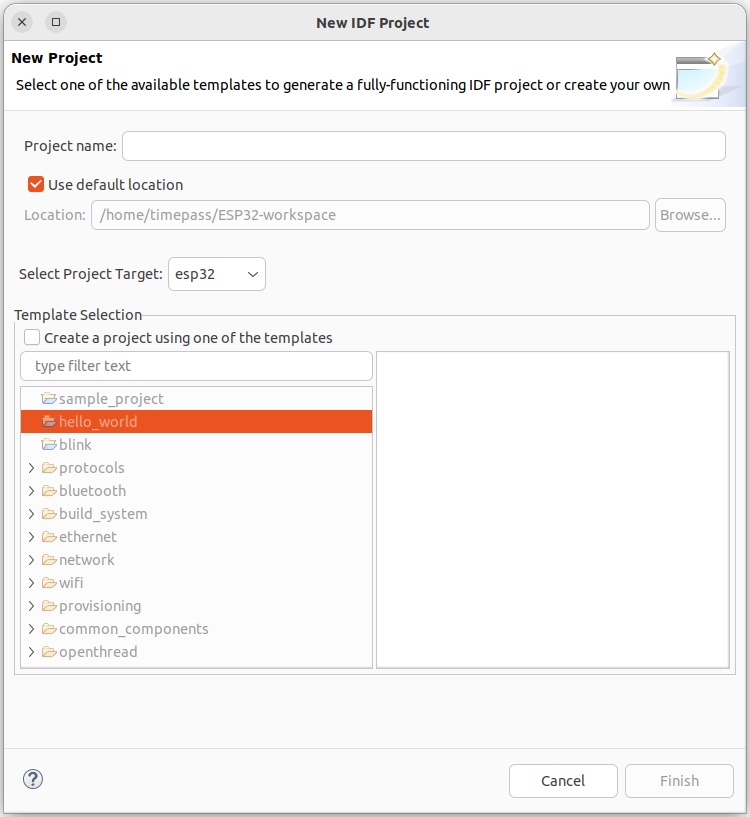 New IDF Project
New Project
Select one of the available templates to generate a fully-functioning IDF project or create your own
Project name:
Use default location
Location: /home/timepass/ESP32-workspace Browse...
Select Project Target: esp32
Template Selection
Create a project using one of the templates
type filter text
sample_project
hello_world
blink
protocols
bluetooth
build_system
ethernet
network
wifi
provisioning
common_components
openthread
? Cancel Finish